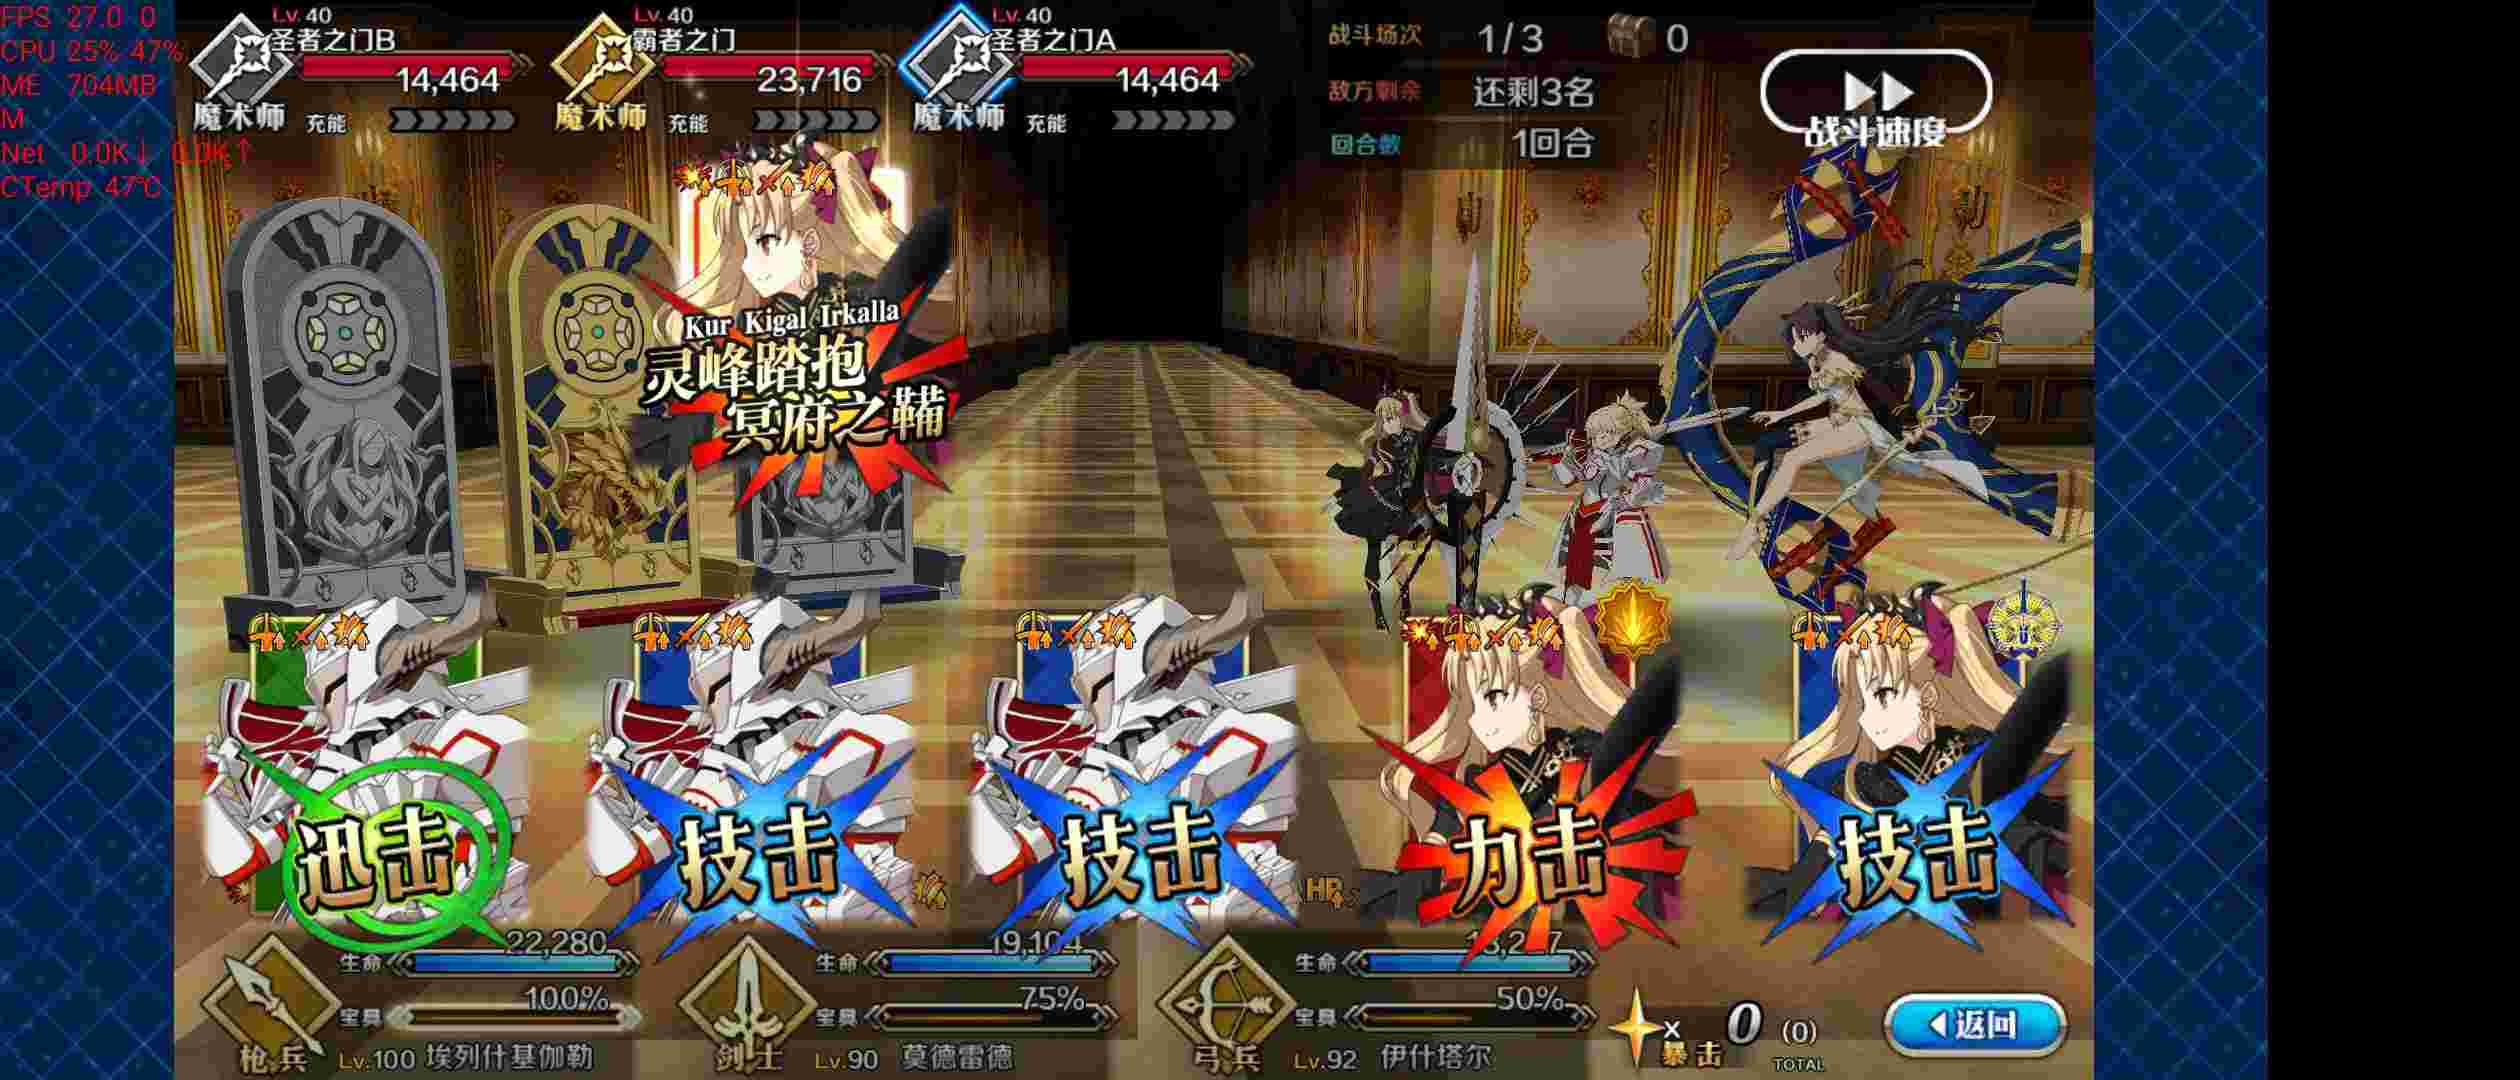 FPS 27.0 0
CPU 25% 47%
ME 704MB
M
Net 0.0K↓ 0.0K↑
CTemp 47℃
Lv.40
圣者之门B
14,464
魔术师 充能
Lv.40
霸者之门
23,716
魔术师 充能
Lv.40
圣者之门A
14,464
魔术师 充能
战斗场次 1/3 0
敌方剩余 还剩3名
回合数 1回合
战斗速度
Kur Kigal Irkalla
灵峰踏抱
冥府之鞴
迅击
技击
技击
力击
技击
HP
22,280
生命
100%
宝具
枪兵 Lv.100 埃列什基伽勒
19,104
生命
75%
宝具
剑士 Lv.90 莫德雷德
生命
50%
宝具
弓兵 Lv.92 伊什塔尔
x 暴击 0 (0)
TOTAL
返回